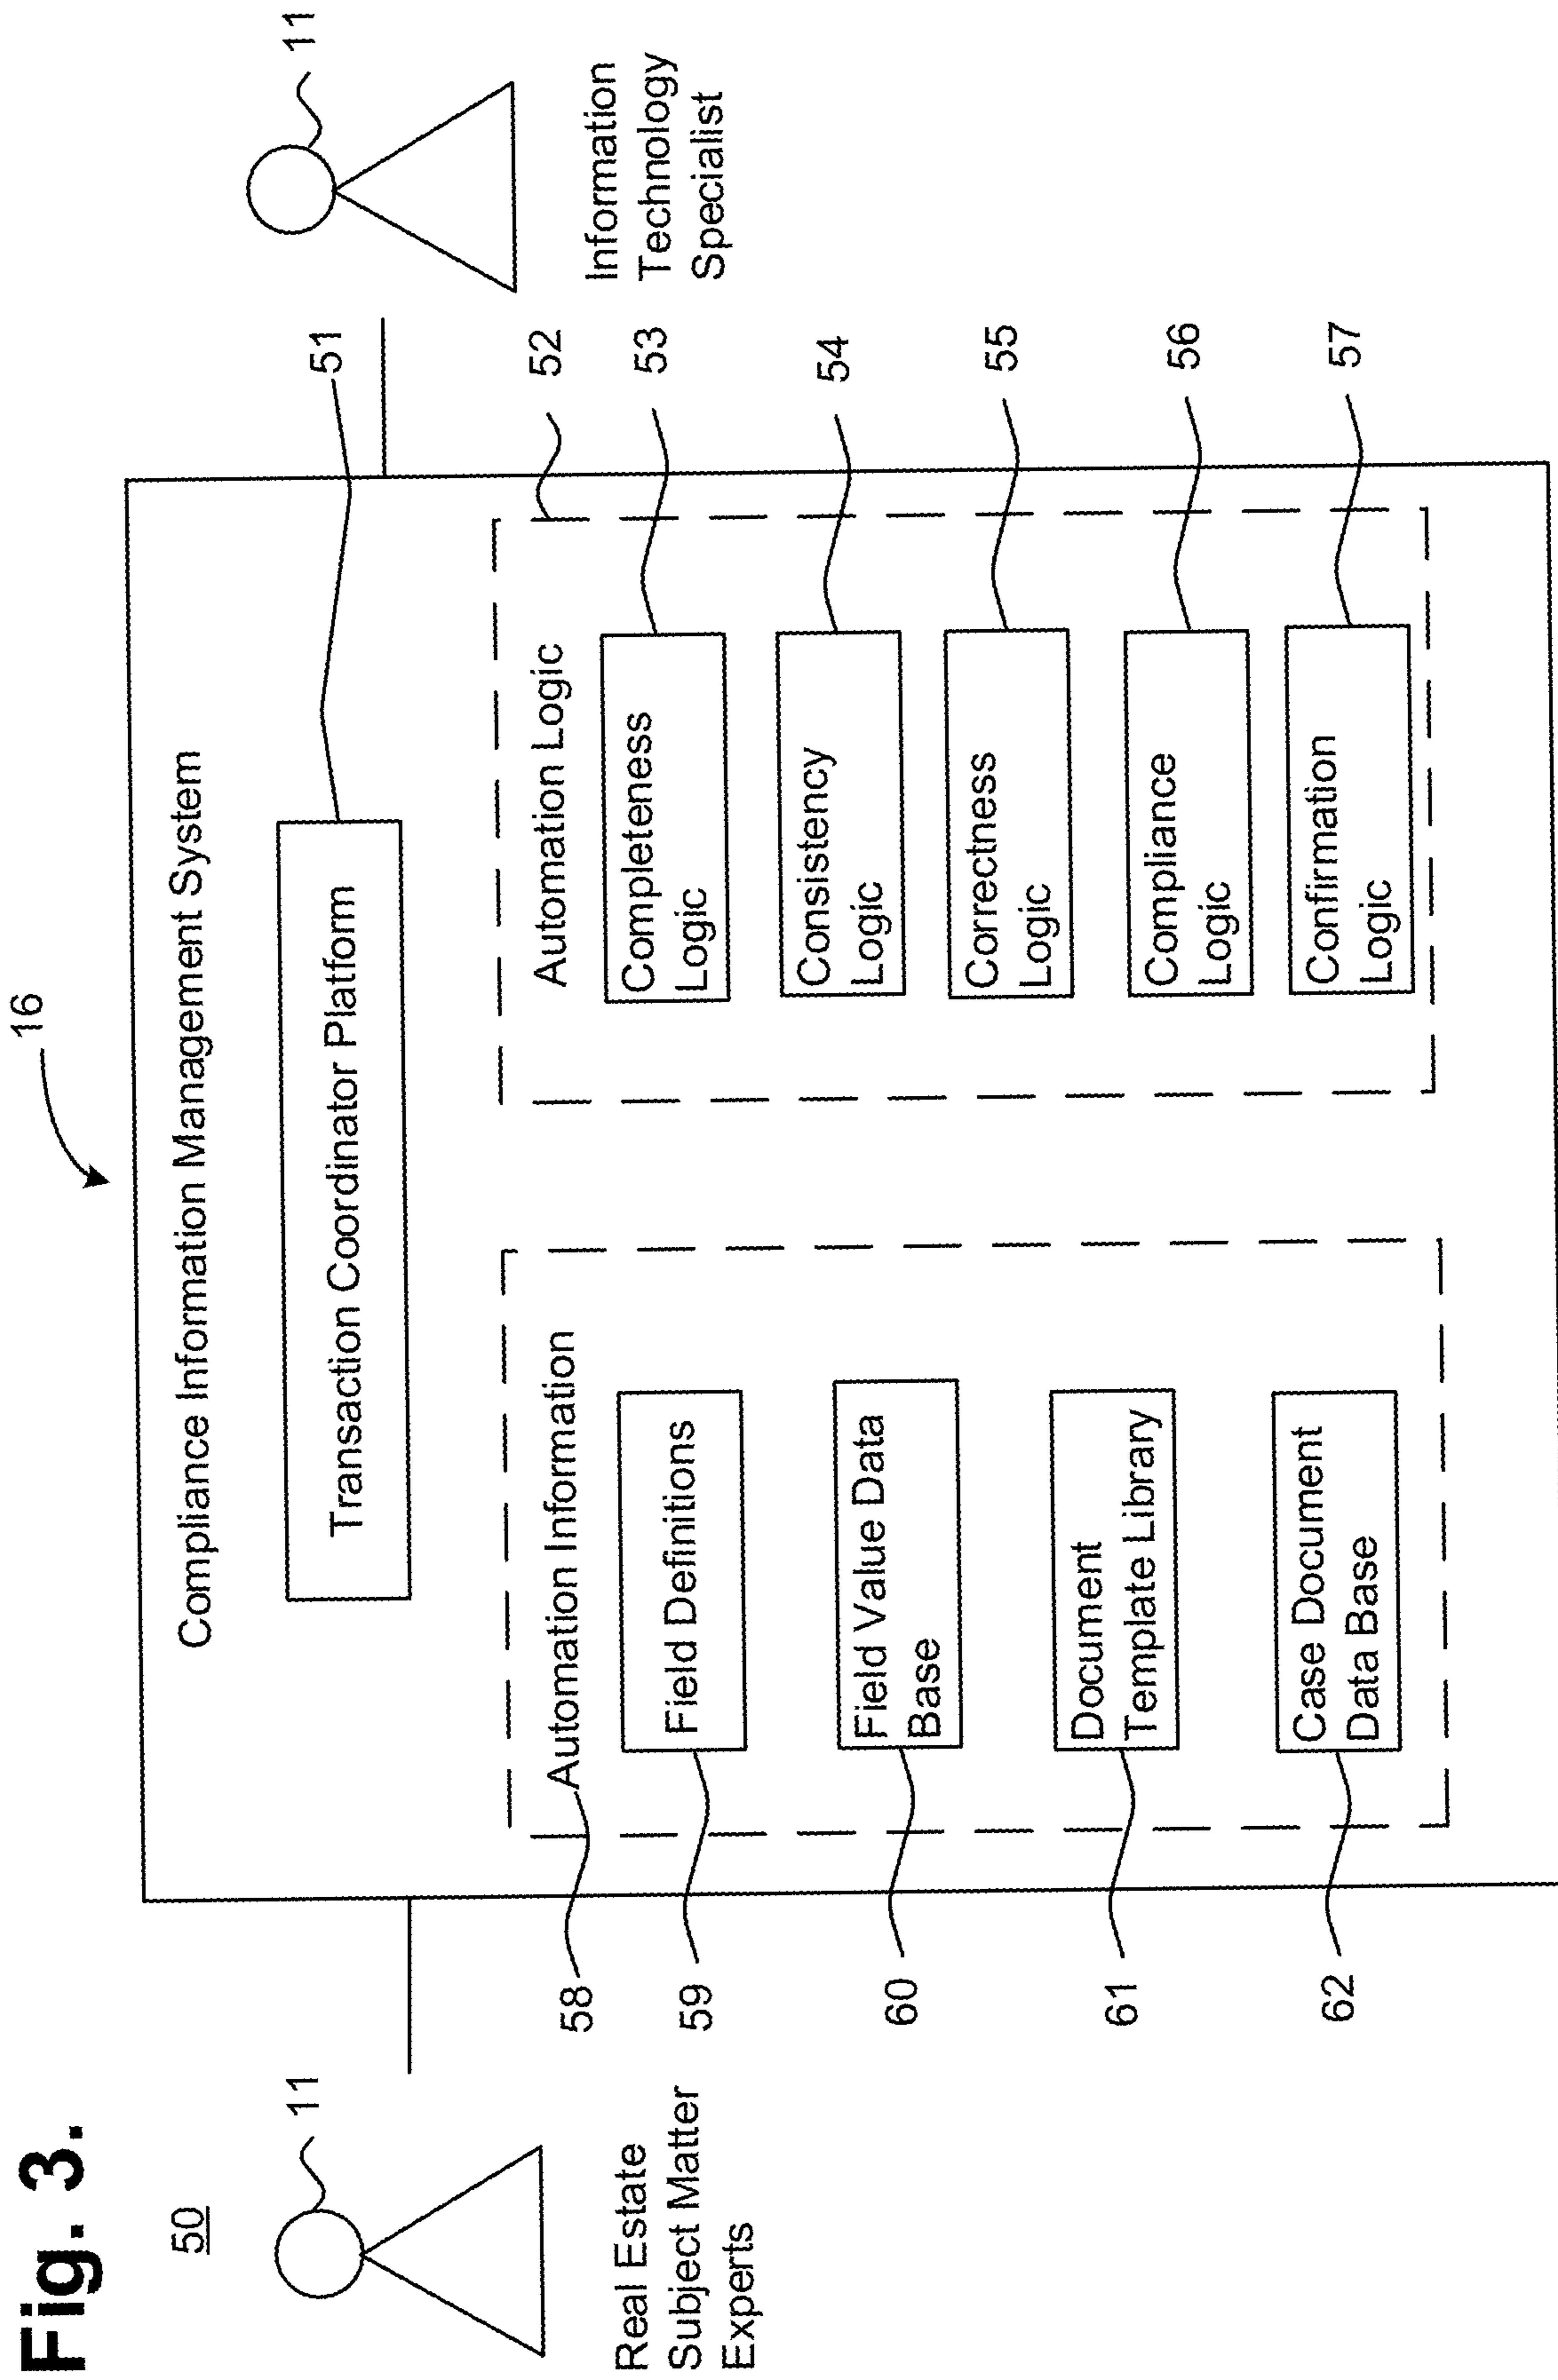 Fig. 3.
50
16
11
Real Estate
Subject Matter
Experts
11
Information
Technology
Specialist
Compliance Information Management System
Transaction Coordinator Platform
51
Automation Information
58
Field Definitions
59
Field Value Data
Base
60
Document
Template Library
61
Case Document
Data Base
62
Automation Logic
52
Completeness
Logic
53
Consistency
Logic
54
Correctness
Logic
55
Compliance
Logic
56
Confirmation
Logic
57